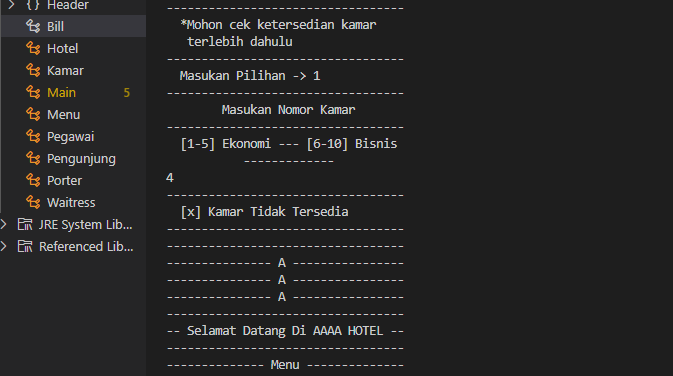 Header
Bill
Hotel
Kamar
Main 5
Menu
Pegawai
Pengunjung
Porter
Waitress
JRE System Lib...
Referenced Lib...
----------------------------------
*Mohon cek ketersedian kamar
terlebih dahulu
----------------------------------
Masukan Pilihan -> 1
----------------------------------
Masukan Nomor Kamar
----------------------------------
[1-5] Ekonomi --- [6-10] Bisnis
-------------
4
----------------------------------
[x] Kamar Tidak Tersedia
----------------------------------
----------------------------------
--------------- A ----------------
--------------- A ----------------
--------------- A ----------------
----------------------------------
-- Selamat Datang Di AAAA HOTEL --
----------------------------------
-------------- Menu --------------